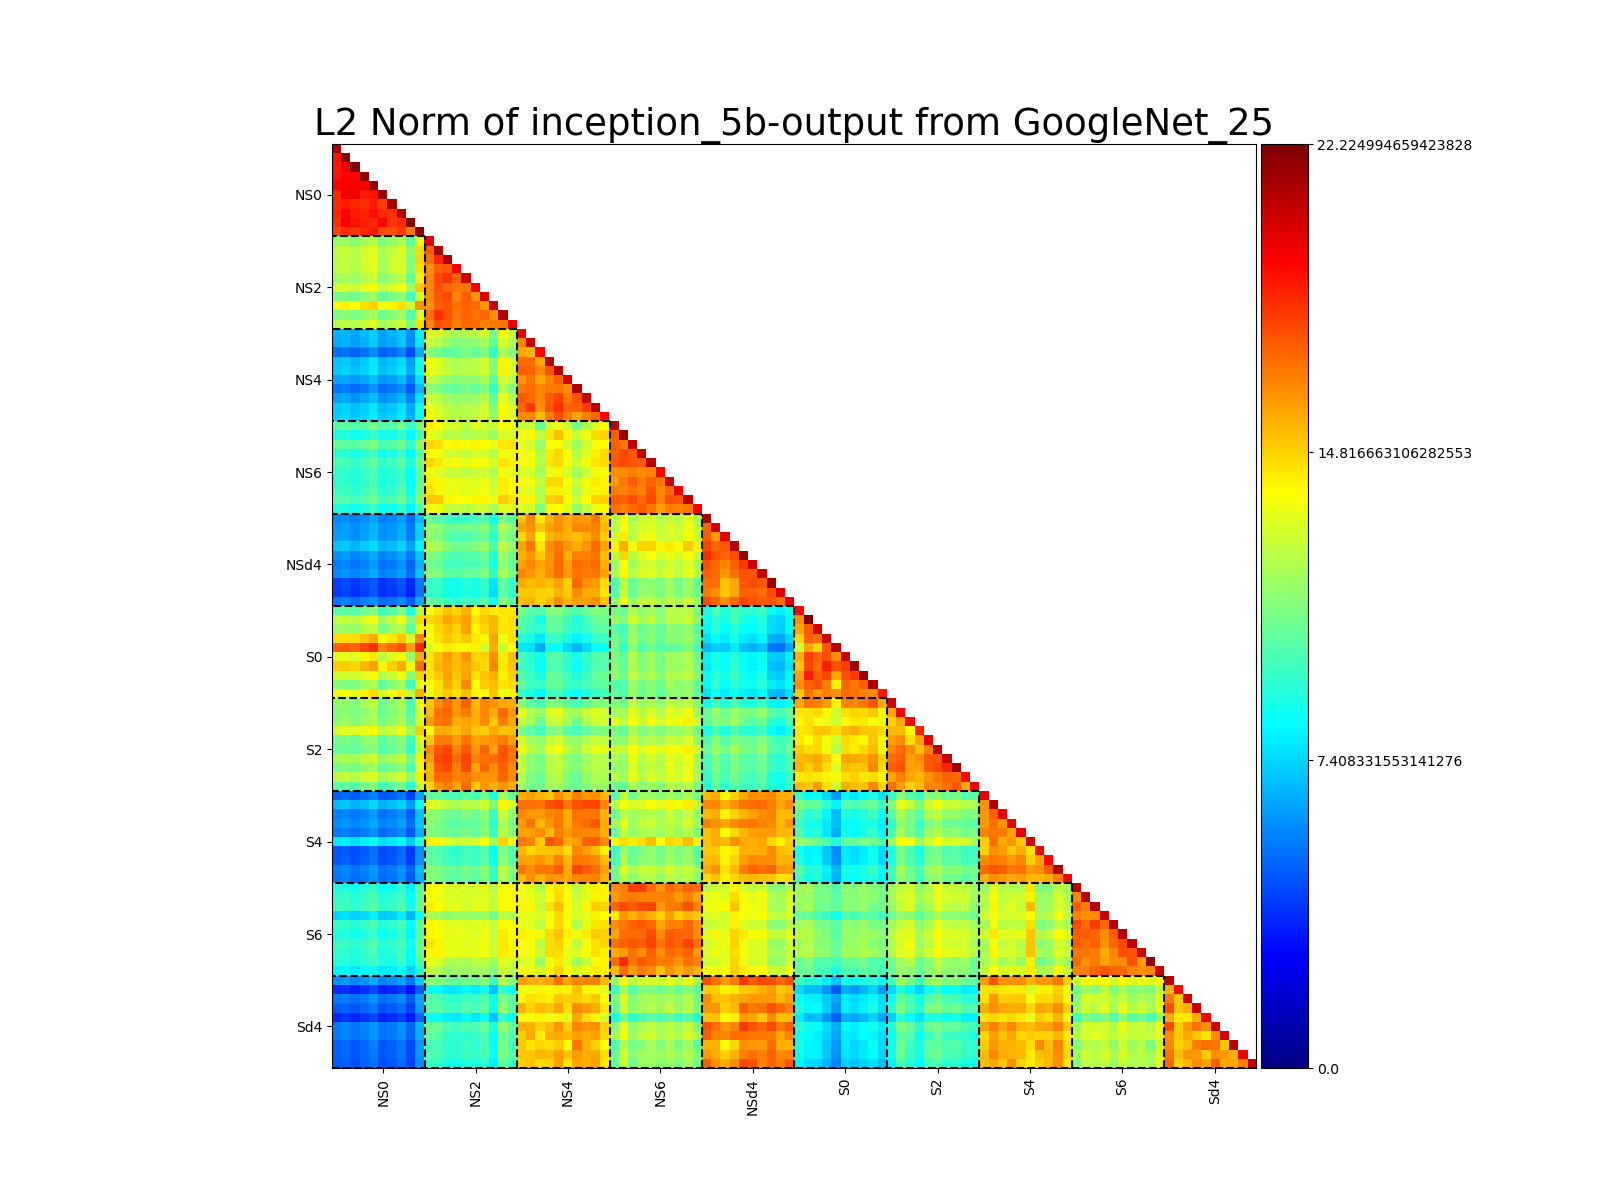 L2 Norm of inception_5b-output from GoogleNet_25
22.224994659423828
14.816663106282553
7.408331553141276
0.0
NS0
NS2
NS4
NS6
NSd4
S0
S2
S4
S6
Sd4
NS0
NS2
NS4
NS6
NSd4
S0
S2
S4
S6
Sd4